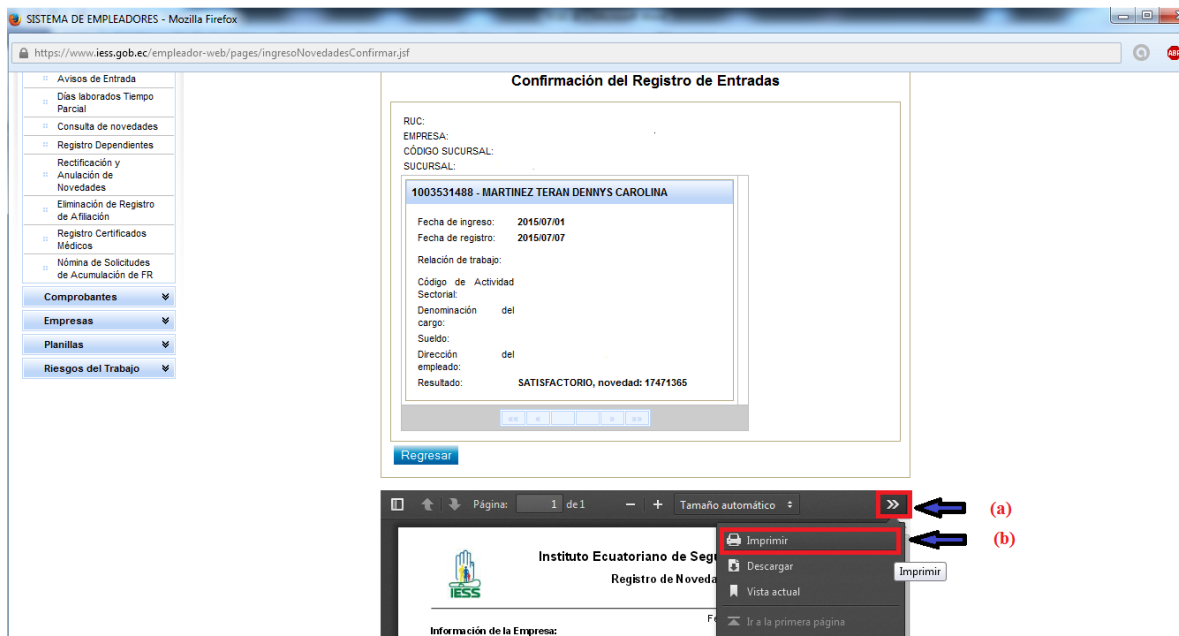 SISTEMA DE EMPLEADORES - Mozilla Firefox
https://www.iess.gob.ec/empleador-web/pages/ingresoNovedadesConfirmar.jsf
ABP
Avisos de Entrada
Días laborados Tiempo
Parcial
Consulta de novedades
Registro Dependientes
Rectificación y
Anulación de
Novedades
Eliminación de Registro
de Afiliación
Registro Certificados
Médicos
Nómina de Solicitudes
de Acumulación de FR
Comprobantes
Empresas
Planillas
Riesgos del Trabajo
Confirmación del Registro de Entradas
RUC:
EMPRESA:
CÓDIGO SUCURSAL:
SUCURSAL:
1003531488 - MARTINEZ TERAN DENNYS CAROLINA
Fecha de ingreso: 2015/07/01
Fecha de registro: 2015/07/07
Relación de trabajo:
Código de Actividad
Sectorial:
Denominación del
cargo:
Sueldo:
Dirección del
empleado:
Resultado: SATISFACTORIO, novedad: 17471365
«« « » »»
Regresar
Página: 1 de 1 − + Tamaño automático »
(a)
Imprimir
(b)
Descargar
Imprimir
Vista actual
Ir a la primera página
IESS
Instituto Ecuatoriano de Seg
Registro de Noveda
Fe
Información de la Empresa: